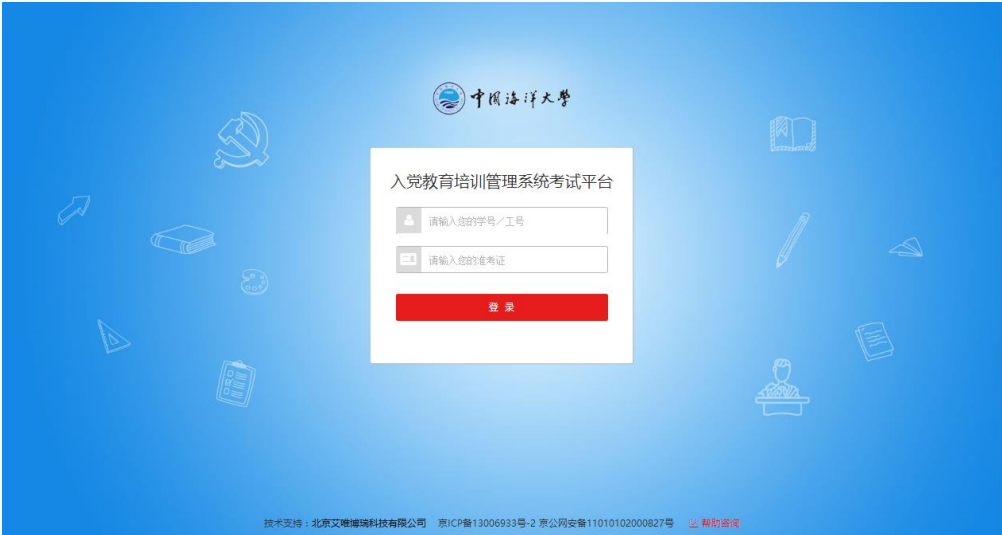 中国海洋大学
入党教育培训管理系统考试平台
请输入您的学号／工号
请输入您的准考证
登 录
技术支持：北京艾唯博瑞科技有限公司 京ICP备13006933号-2 京公网安备11010102000827号 帮助咨询